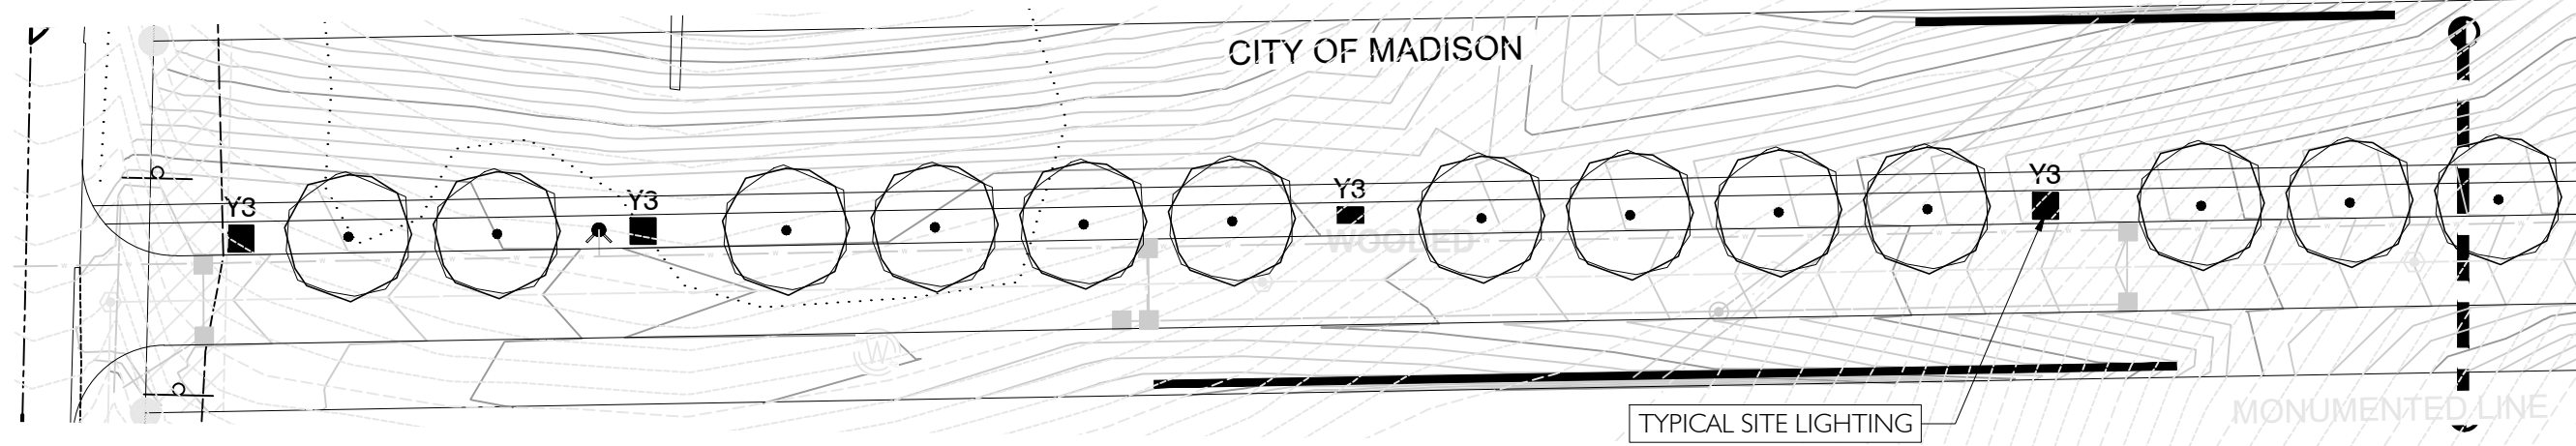 CITY OF MADISON
Y3
Y3
Y3
Y3
WOODED
W
TYPICAL SITE LIGHTING
MONUMENTED LINE